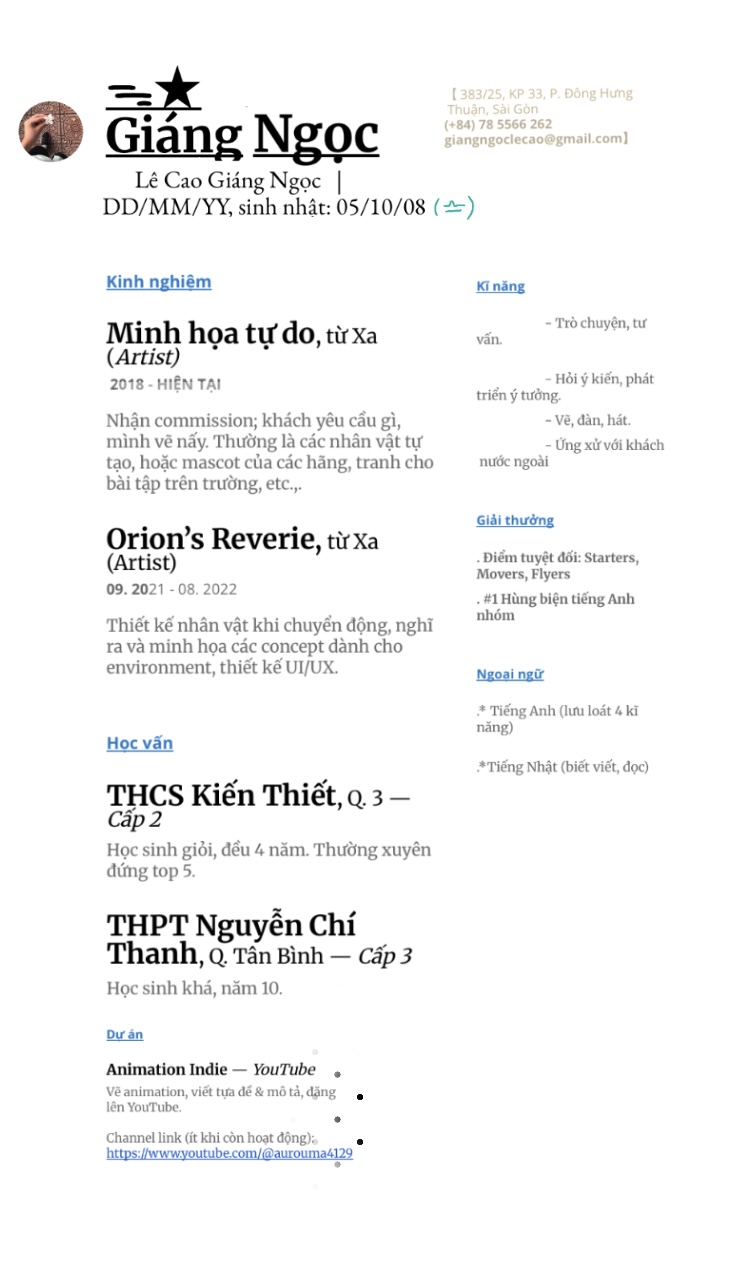 Giáng Ngọc
Lê Cao Giáng Ngọc |
DD/MM/YY, sinh nhật: 05/10/08 (♎)
【 383/25, KP 33, P. Đông Hưng
Thuận, Sài Gòn
(+84) 78 5566 262
giangngoclecao@gmail.com】
Kinh nghiệm
Minh họa tự do, từ Xa
(Artist)
2018 - HIỆN TẠI
Nhận commission; khách yêu cầu gì,
mình vẽ nấy. Thường là các nhân vật tự
tạo, hoặc mascot của các hãng, tranh cho
bài tập trên trường, etc.,.
Orion’s Reverie, từ Xa
(Artist)
09. 2021 - 08. 2022
Thiết kế nhân vật khi chuyển động, nghĩ
ra và minh họa các concept dành cho
environment, thiết kế UI/UX.
Học vấn
THCS Kiến Thiết, Q. 3 —
Cấp 2
Học sinh giỏi, đều 4 năm. Thường xuyên
đứng top 5.
THPT Nguyễn Chí
Thanh, Q. Tân Bình — Cấp 3
Học sinh khá, năm 10.
Dự án
Animation Indie — YouTube
Vẽ animation, viết tựa đề & mô tả, đăng
lên YouTube.
Channel link (ít khi còn hoạt động):
https://www.youtube.com/@aurouma4129
Kĩ năng
- Trò chuyện, tư
vấn.
- Hỏi ý kiến, phát
triển ý tưởng.
- Vẽ, đàn, hát.
- Ứng xử với khách
nước ngoài
Giải thưởng
. Điểm tuyệt đối: Starters,
Movers, Flyers
. #1 Hùng biện tiếng Anh
nhóm
Ngoại ngữ
.* Tiếng Anh (lưu loát 4 kĩ
năng)
.*Tiếng Nhật (biết viết, đọc)